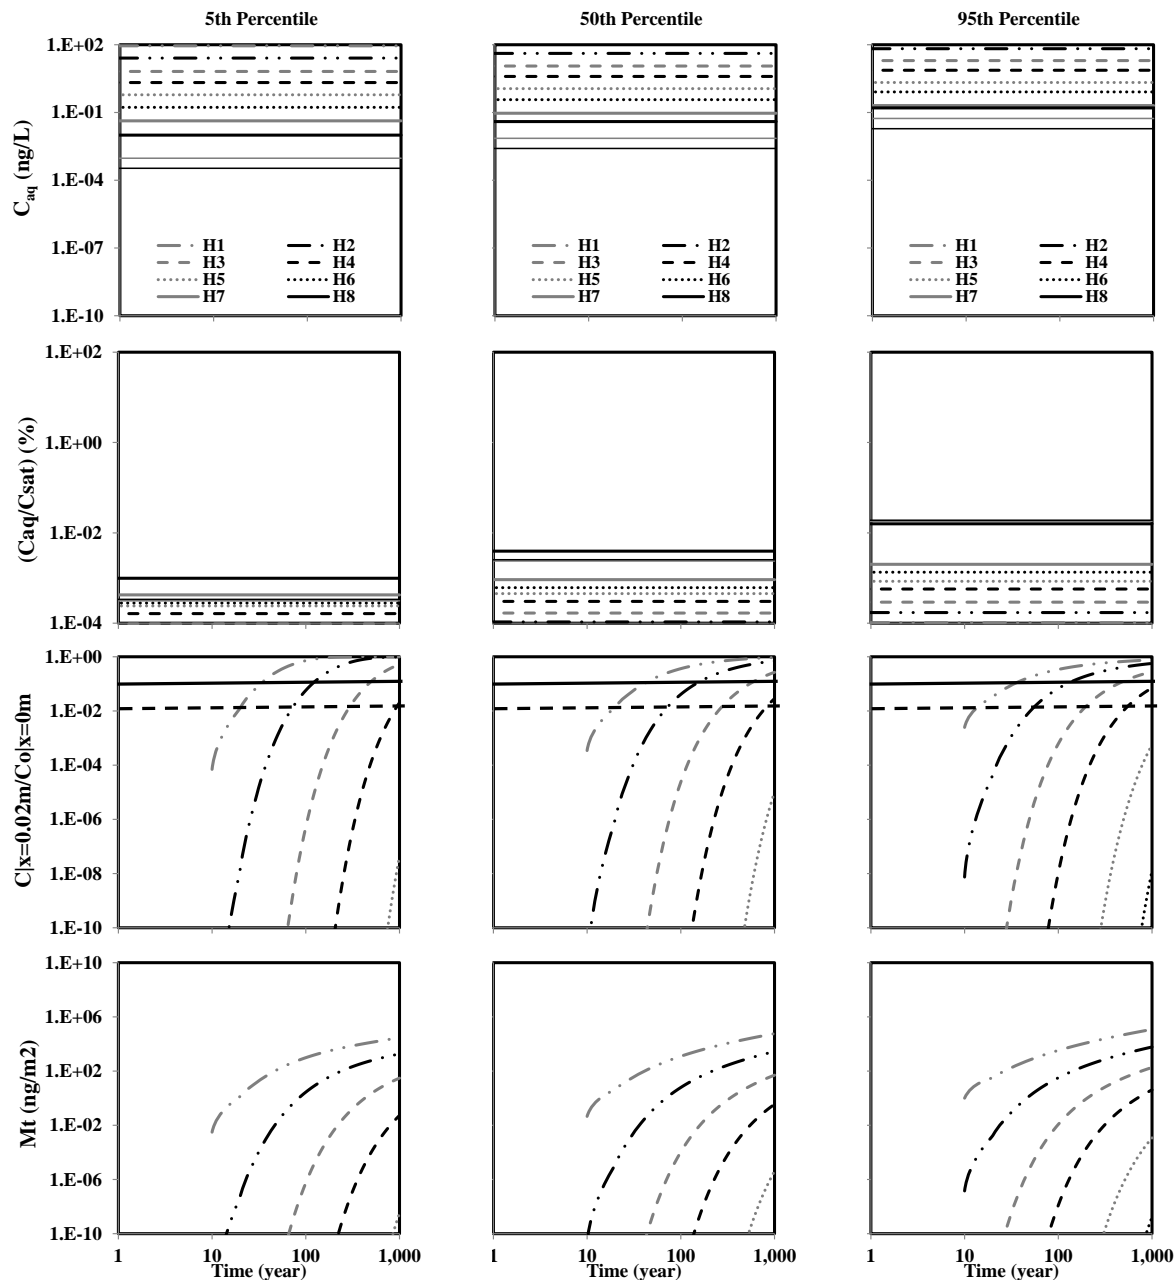 5th Percentile 50th Percentile 95th Percentile
1.E+02
1.E-01
1.E-04
1.E-07
1.E-10
Caq (ng/L)
H1 H2
H3 H4
H5 H6
H7 H8
H1 H2
H3 H4
H5 H6
H7 H8
H1 H2
H3 H4
H5 H6
H7 H8
1.E+02
1.E+00
1.E-02
1.E-04
(Caq/Csat) (%)
1.E+00
1.E-02
1.E-04
1.E-06
1.E-08
1.E-10
C|x=0.02m/Co|x=0m
1.E+10
1.E+06
1.E+02
1.E-02
1.E-06
1.E-10
Mt (ng/m2)
1 10 100 1,000
Time (year)
1 10 100 1,000
Time (year)
1 10 100 1,000
Time (year)